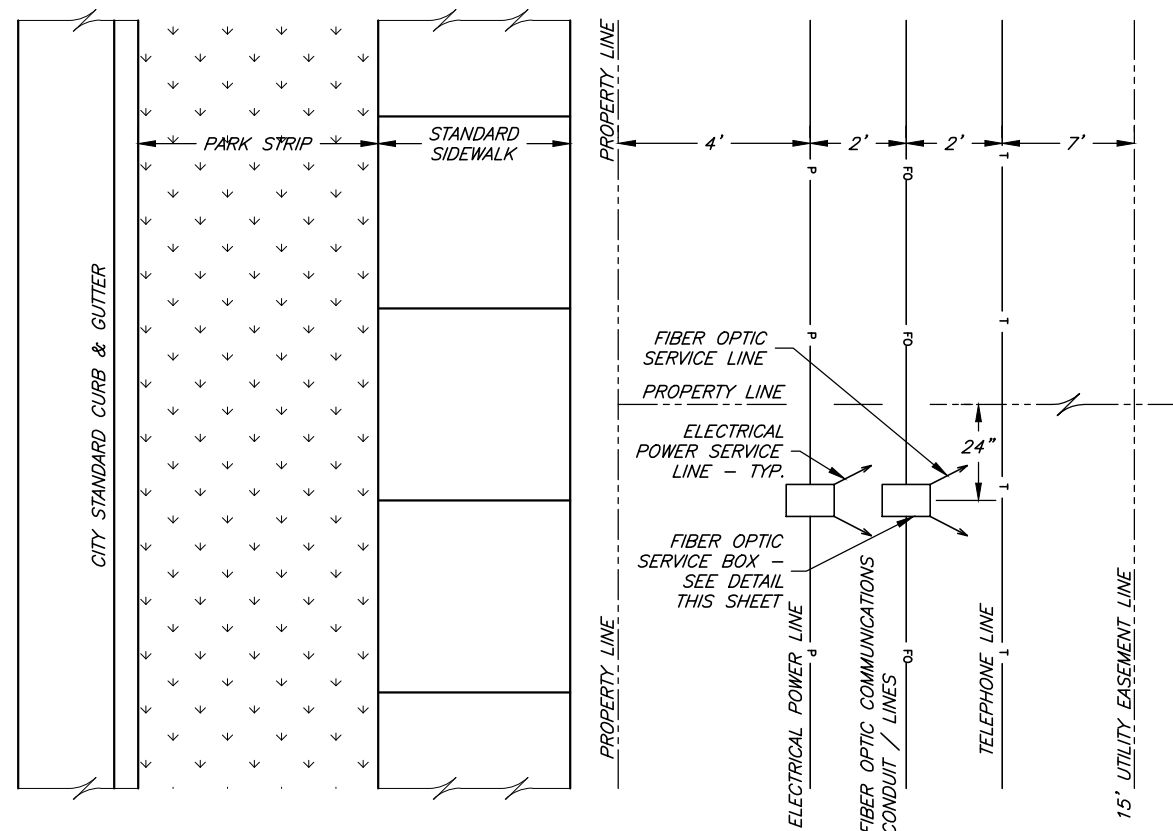 PROPERTY LINE
PARK STRIP
STANDARD
SIDEWALK
4'
2'
2'
7'
P
FO
T
CITY STANDARD CURB & GUTTER
T
P
FO
FIBER OPTIC
SERVICE LINE
PROPERTY LINE
ELECTRICAL
POWER SERVICE
LINE – TYP.
24"
T
FIBER OPTIC
SERVICE BOX –
SEE DETAIL
THIS SHEET
PROPERTY LINE
ELECTRICAL POWER LINE
P
FIBER OPTIC COMMUNICATIONS
CONDUIT / LINES
FO
TELEPHONE LINE
T
15' UTILITY EASEMENT LINE